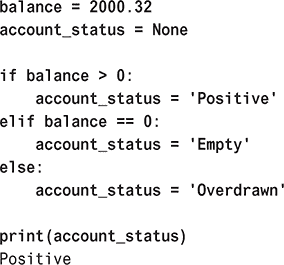 balance = 2000.32
account_status = None

if balance > 0:
    account_status = 'Positive'
elif balance == 0:
    account_status = 'Empty'
else:
    account_status = 'Overdrawn'

print(account_status)
Positive